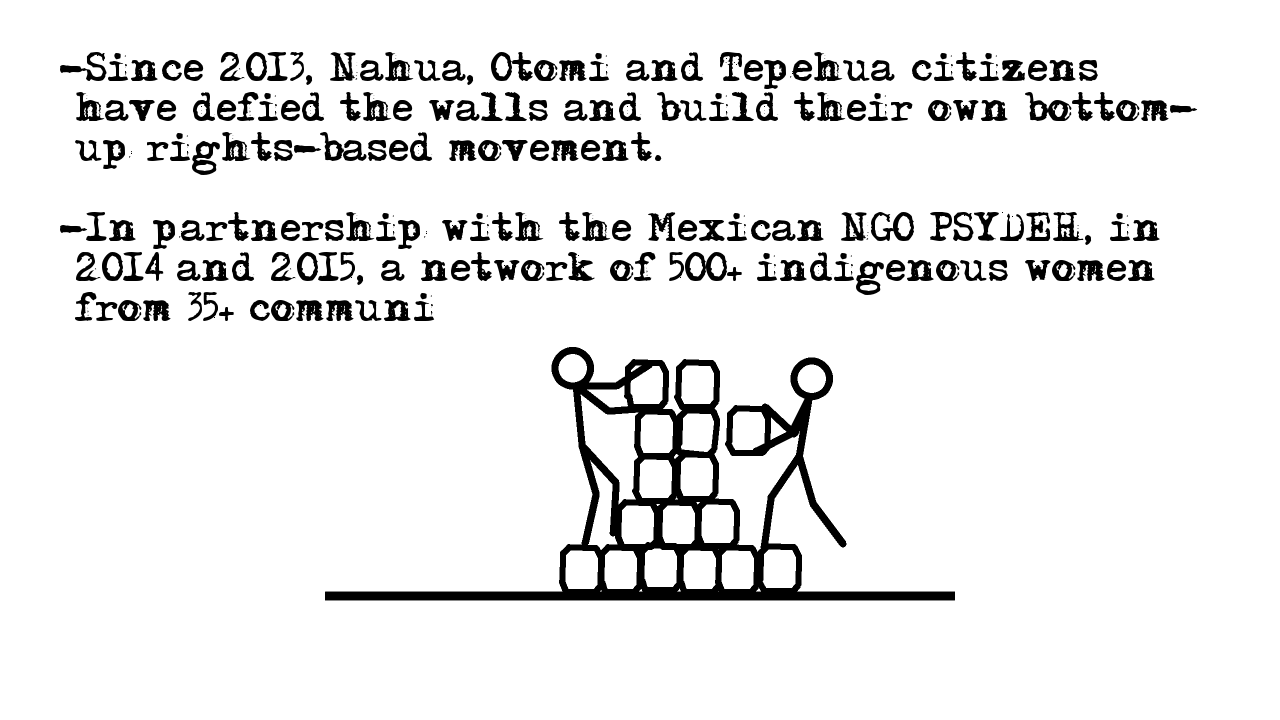 -Since 2013, Nahua, Otomi and Tepehua citizens
have defied the walls and build their own bottom-
up rights-based movement.
-In partnership with the Mexican NGO PSYDEH, in
2014 and 2015, a network of 500+ indigenous women
from 35+ communi